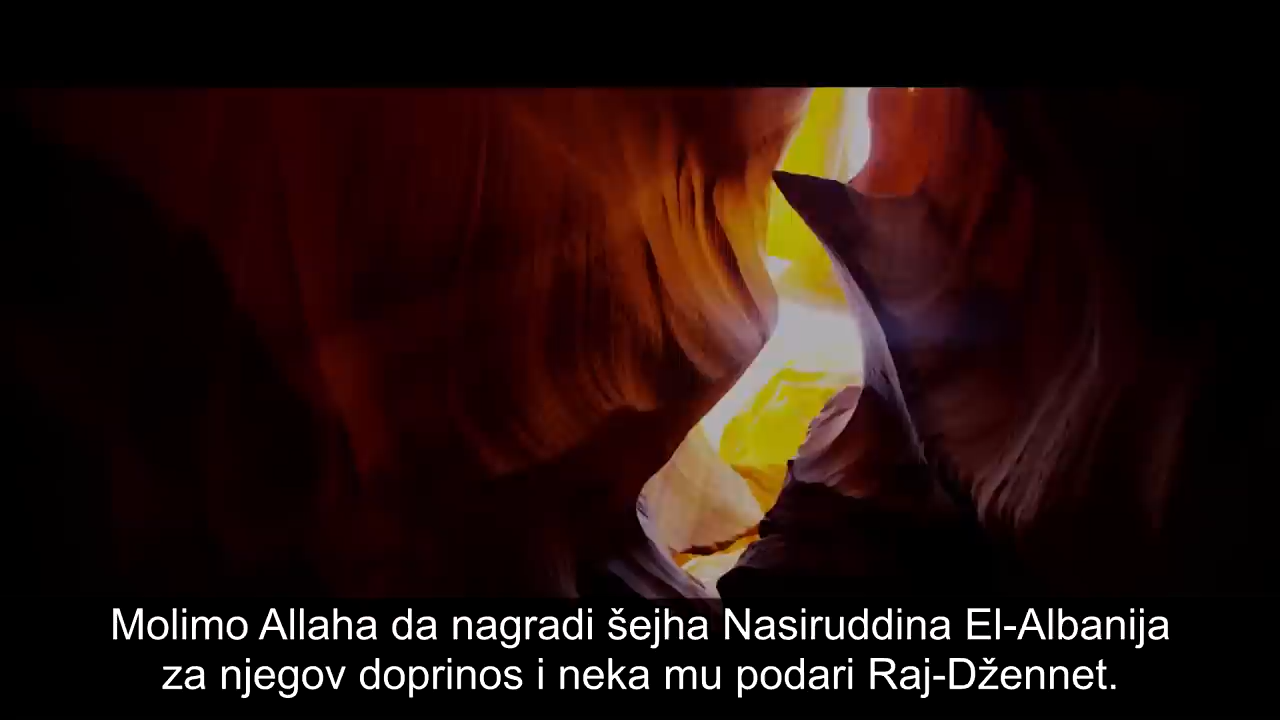 Molimo Allaha da nagradi šejha Nasiruddina El-Albanija
za njegov doprinos i neka mu podari Raj-Džennet.